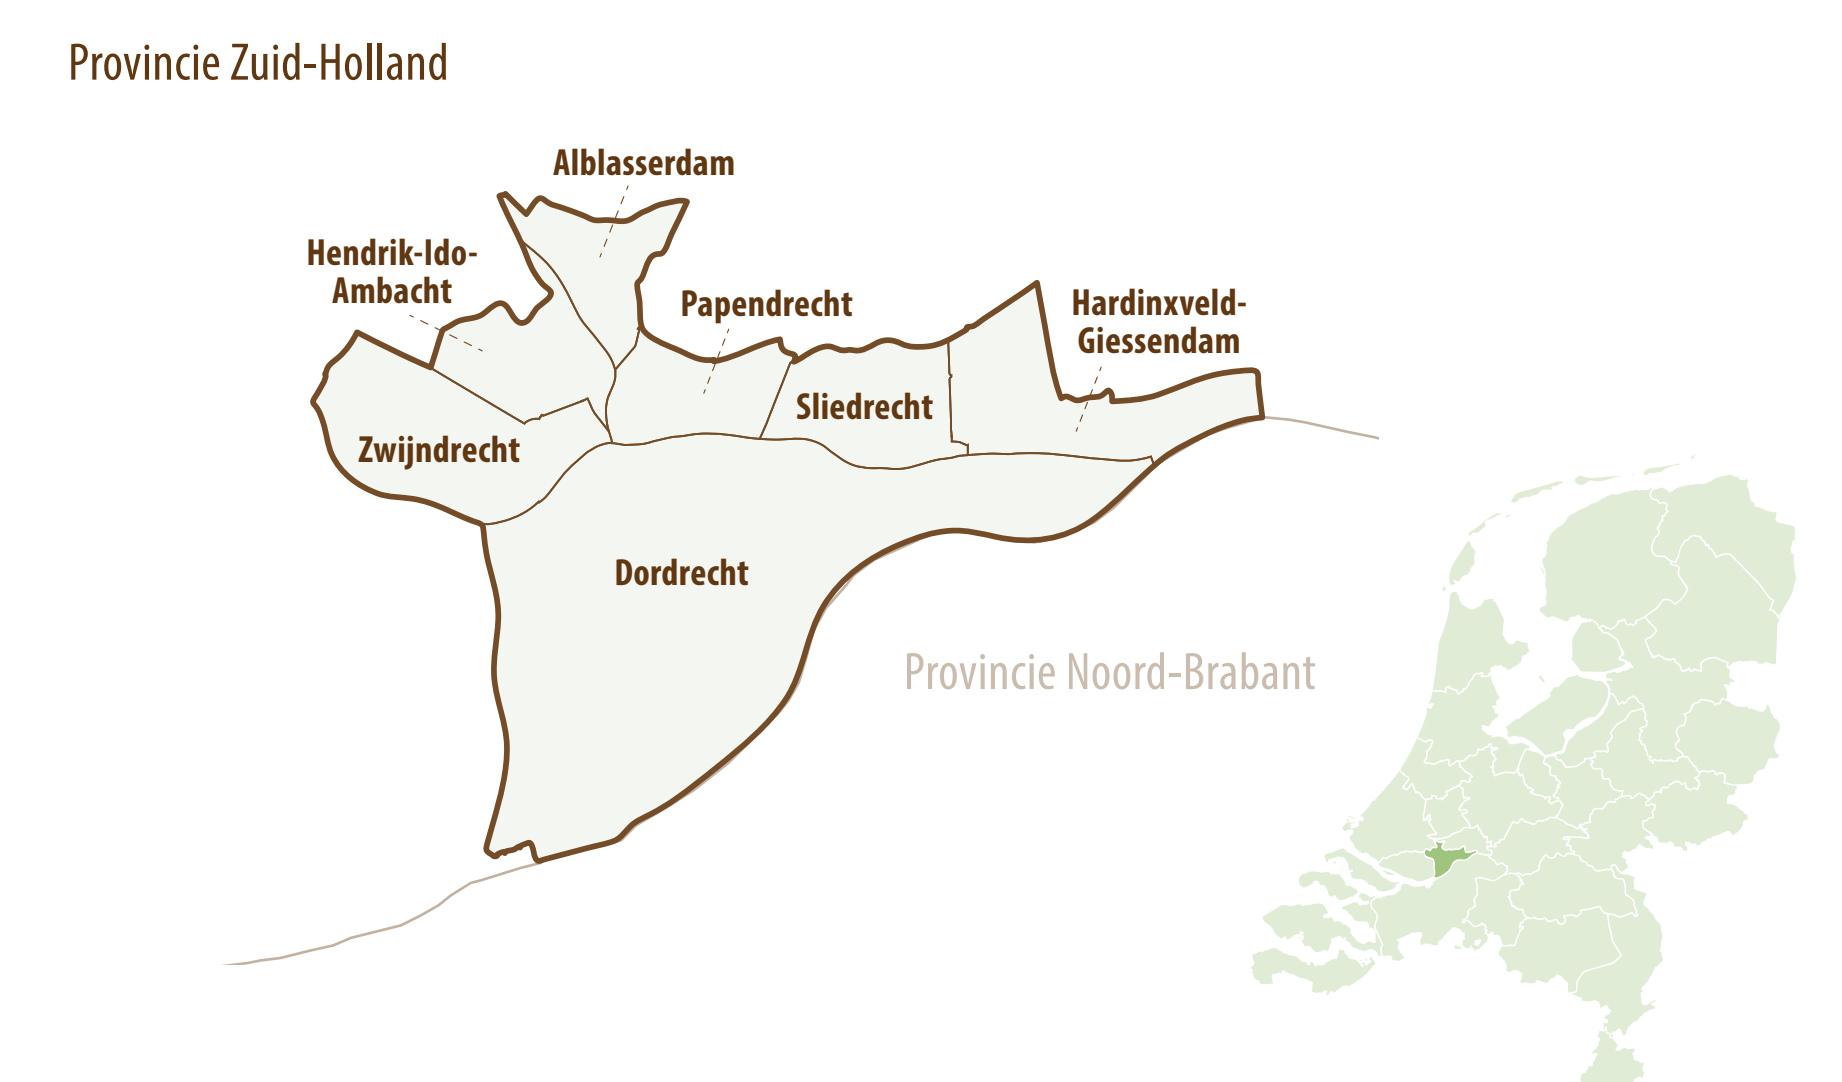 Provincie Zuid-Holland
Alblasserdam
Hendrik-Ido-
Ambacht
Papendrecht
Hardinxveld-
Giessendam
Sliedrecht
Zwijndrecht
Dordrecht
Provincie Noord-Brabant